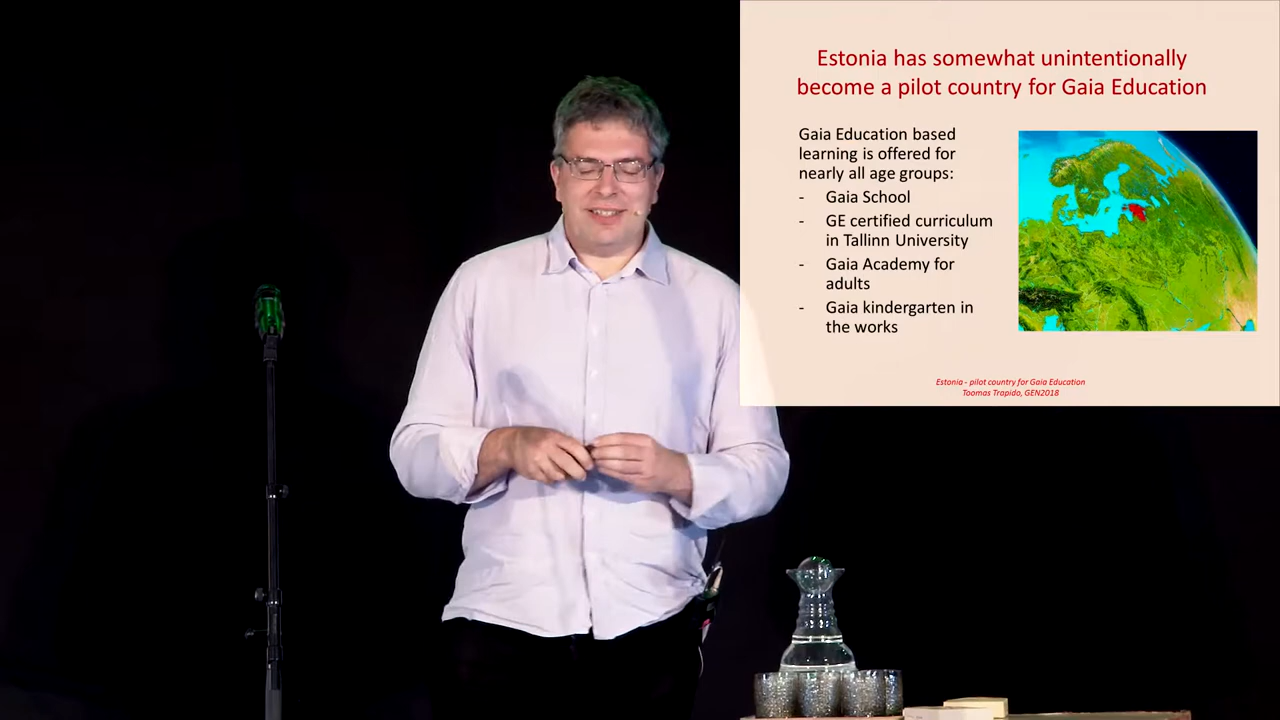 Estonia has somewhat unintentionally
become a pilot country for Gaia Education
Gaia Education based
learning is offered for
nearly all age groups:
- Gaia School
- GE certified curriculum
in Tallinn University
- Gaia Academy for
adults
- Gaia kindergarten in
the works
Estonia - pilot country for Gaia Education
Toomas Trapido, GEN2018